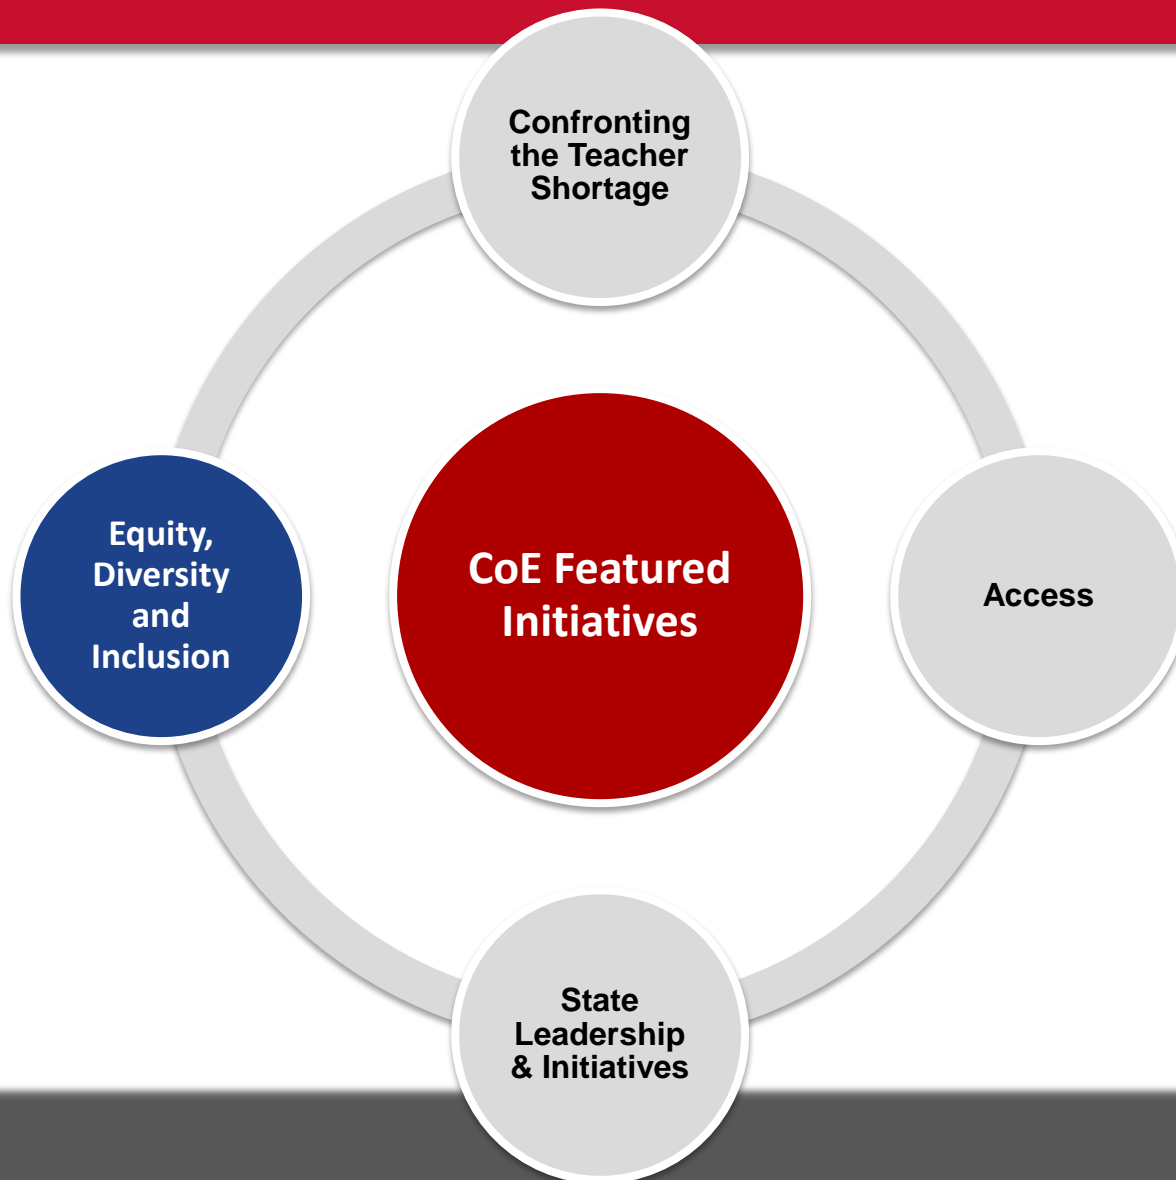 Confronting
the Teacher
Shortage
Equity,
Diversity
and
Inclusion
CoE Featured
Initiatives
Access
State
Leadership
& Initiatives